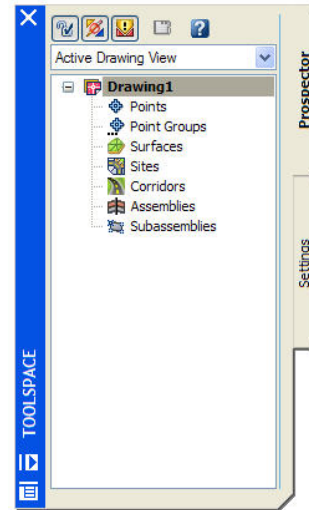 Active Drawing View
Drawing1
Points
Point Groups
Surfaces
Sites
Corridors
Assemblies
Subassemblies
Prospector
Settings
TOOLSPACE